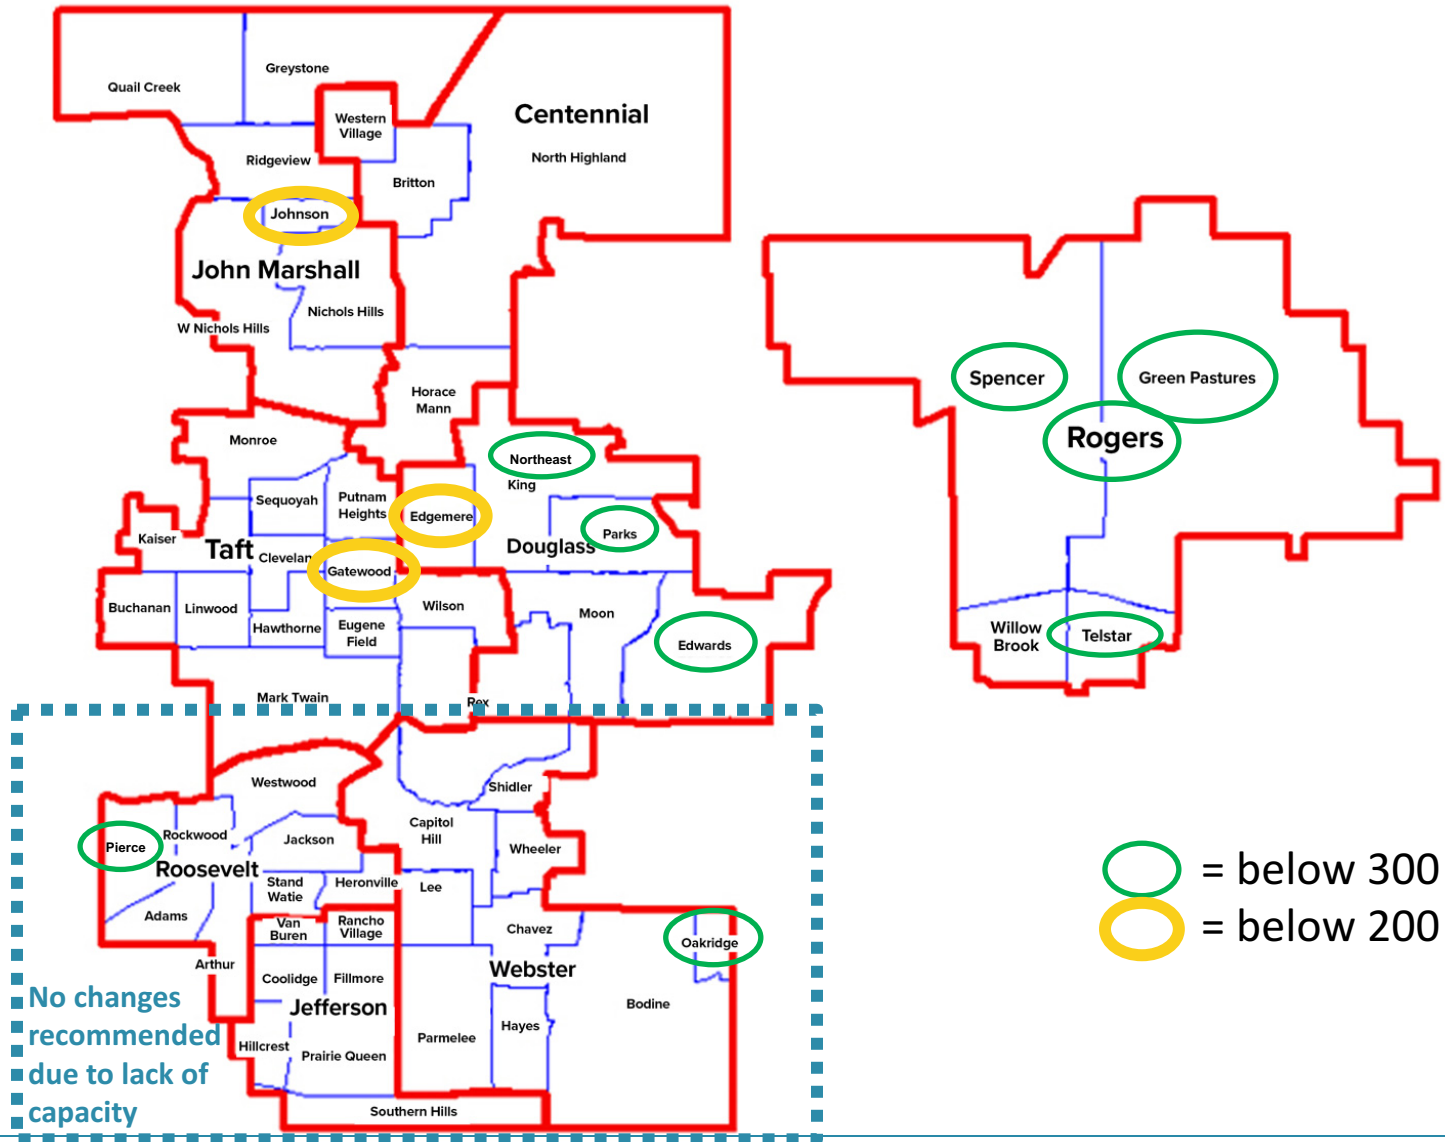 Greystone
Quail Creek
Western
Village
Centennial
North Highland
Ridgeview
Britton
Johnson
John Marshall
Nichols Hills
W Nichols Hills
Spencer
Green Pastures
Rogers
Horace
Mann
Monroe
Northeast
King
Sequoyah
Putnam
Heights
Edgemere
Kaiser
Taft
Clevelan
Douglass
Parks
Gatewood
Buchanan
Linwood
Wilson
Moon
Hawthorne
Eugene
Field
Edwards
Willow
Brook
Telstar
Mark Twain
Rex
Westwood
Shidler
Rockwood
Jackson
Capitol
Hill
Pierce
Wheeler
Roosevelt
Stand
Watie
Heronville
Lee
Adams
Van
Buren
Rancho
Village
Chavez
Oakridge
Arthur
Webster
Coolidge
Fillmore
Jefferson
Bodine
Hayes
Parmelee
Hillcrest
Prairie Queen
Southern Hills
No changes
recommended
due to lack of
capacity
= below 300
= below 200